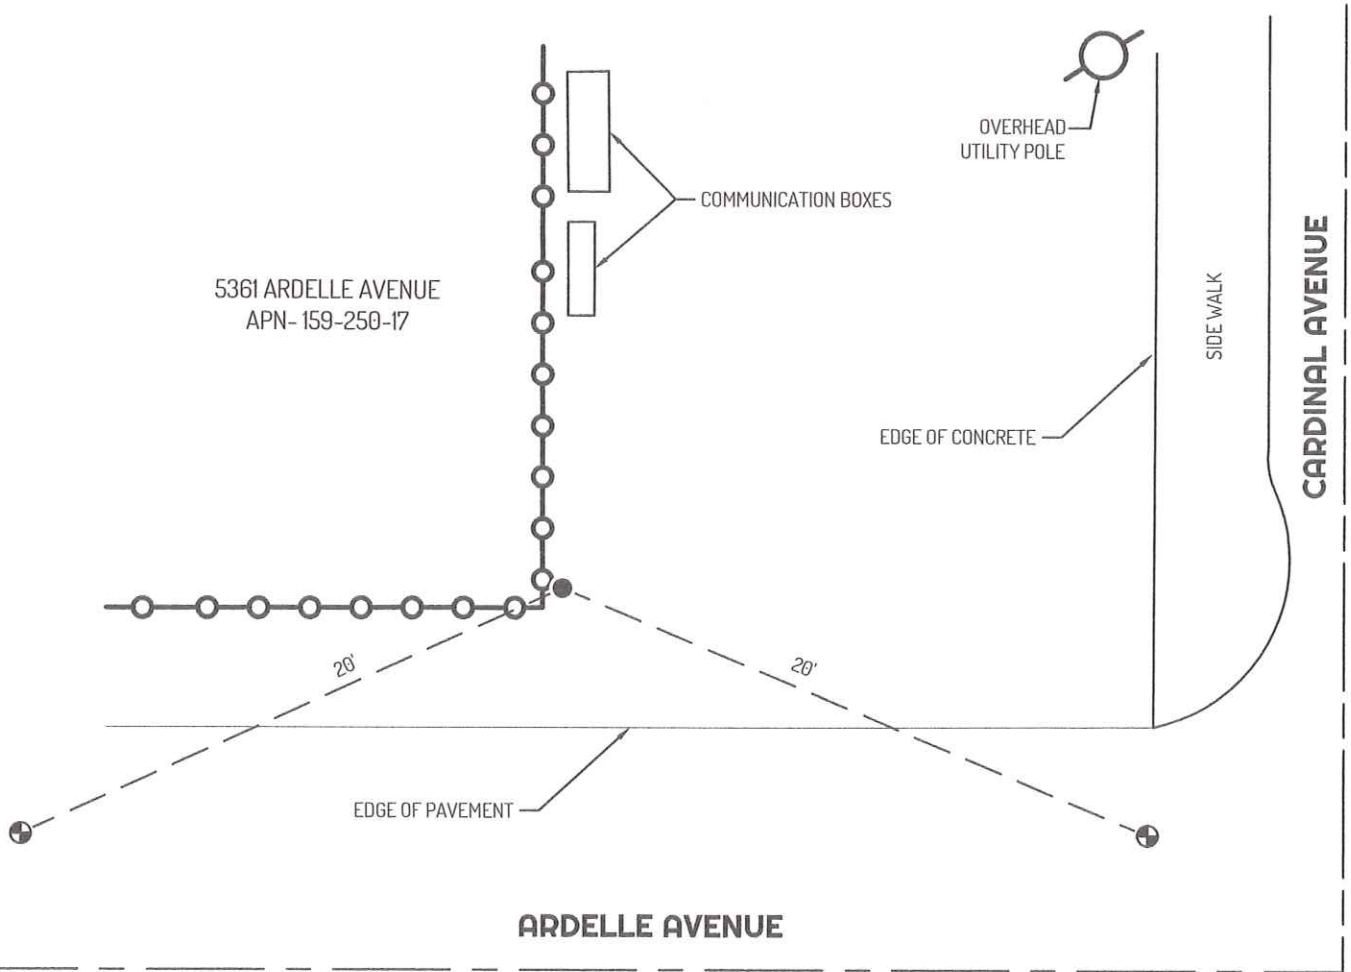 OVERHEAD
UTILITY POLE
COMMUNICATION BOXES
5361 ARDELLE AVENUE
APN-159-250-17
SIDE WALK
CARDINAL AVENUE
EDGE OF CONCRETE
20'
20'
EDGE OF PAVEMENT
ARDELLE AVENUE